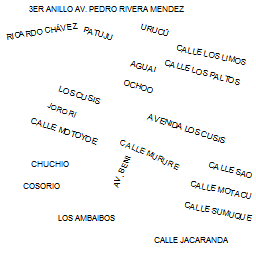 3ER ANILLO AV. PEDRO RIVERA MENDEZ
RICARDO CHÁVEZ
PATUJU
URUCÚ
CALLE LOS LIMOS
AGUAI
CALLE LOS PALTOS
OCHOO
LOS CUSIS
JORORI
CALLE MOTOYOE
AVENIDA LOS CUSIS
CALLE MURURE
CHUCHIO
AV. BENI
CALLE SAO
COSORIO
CALLE MOTACU
CALLE SUMUQUE
LOS AMBAIBOS
CALLE JACARANDA